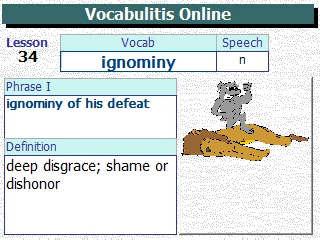 Vocabulitis Online
Lesson Vocab Speech
34 ignominy n
Phrase I
ignominy of his defeat
Definition
deep disgrace; shame or
dishonor